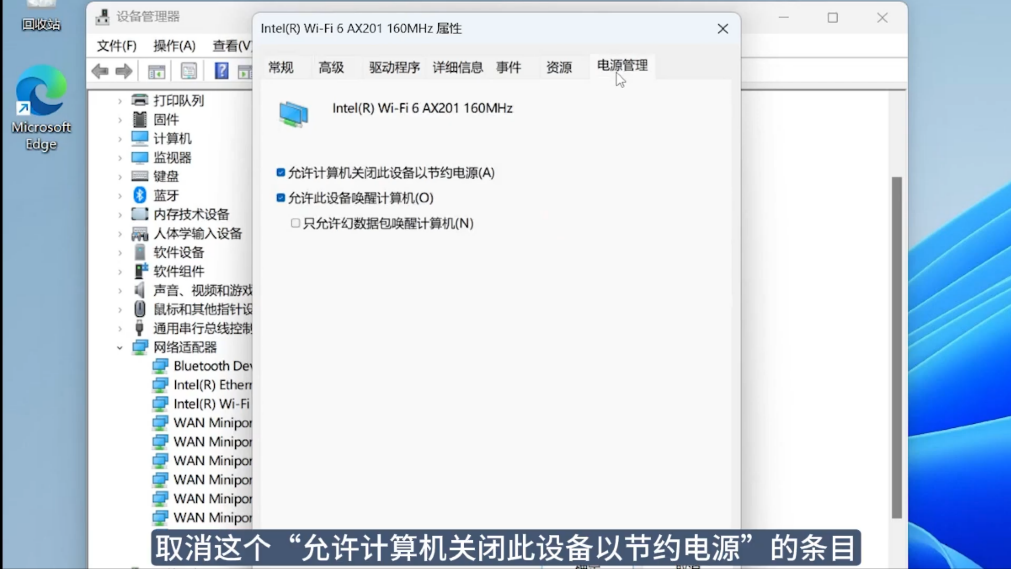 回收站
Microsoft
Edge
设备管理器
文件(F) 操作(A) 查看(V
打印队列
固件
计算机
监视器
键盘
蓝牙
内存技术设备
人体学输入设备
软件设备
软件组件
声音、视频和游戏
鼠标和其他指针设
通用串行总线控制
网络适配器
Bluetooth Dev
Intel(R) Ethern
Intel(R) Wi-Fi
WAN Minipor
WAN Minipor
WAN Minipor
WAN Minipor
WAN Minipor
WAN Minipor
Intel(R) Wi-Fi 6 AX201 160MHz 属性
常规 高级 驱动程序 详细信息 事件 资源 电源管理
Intel(R) Wi-Fi 6 AX201 160MHz
允许计算机关闭此设备以节约电源(A)
允许此设备唤醒计算机(O)
只允许幻数据包唤醒计算机(N)
取消这个“允许计算机关闭此设备以节约电源”的条目